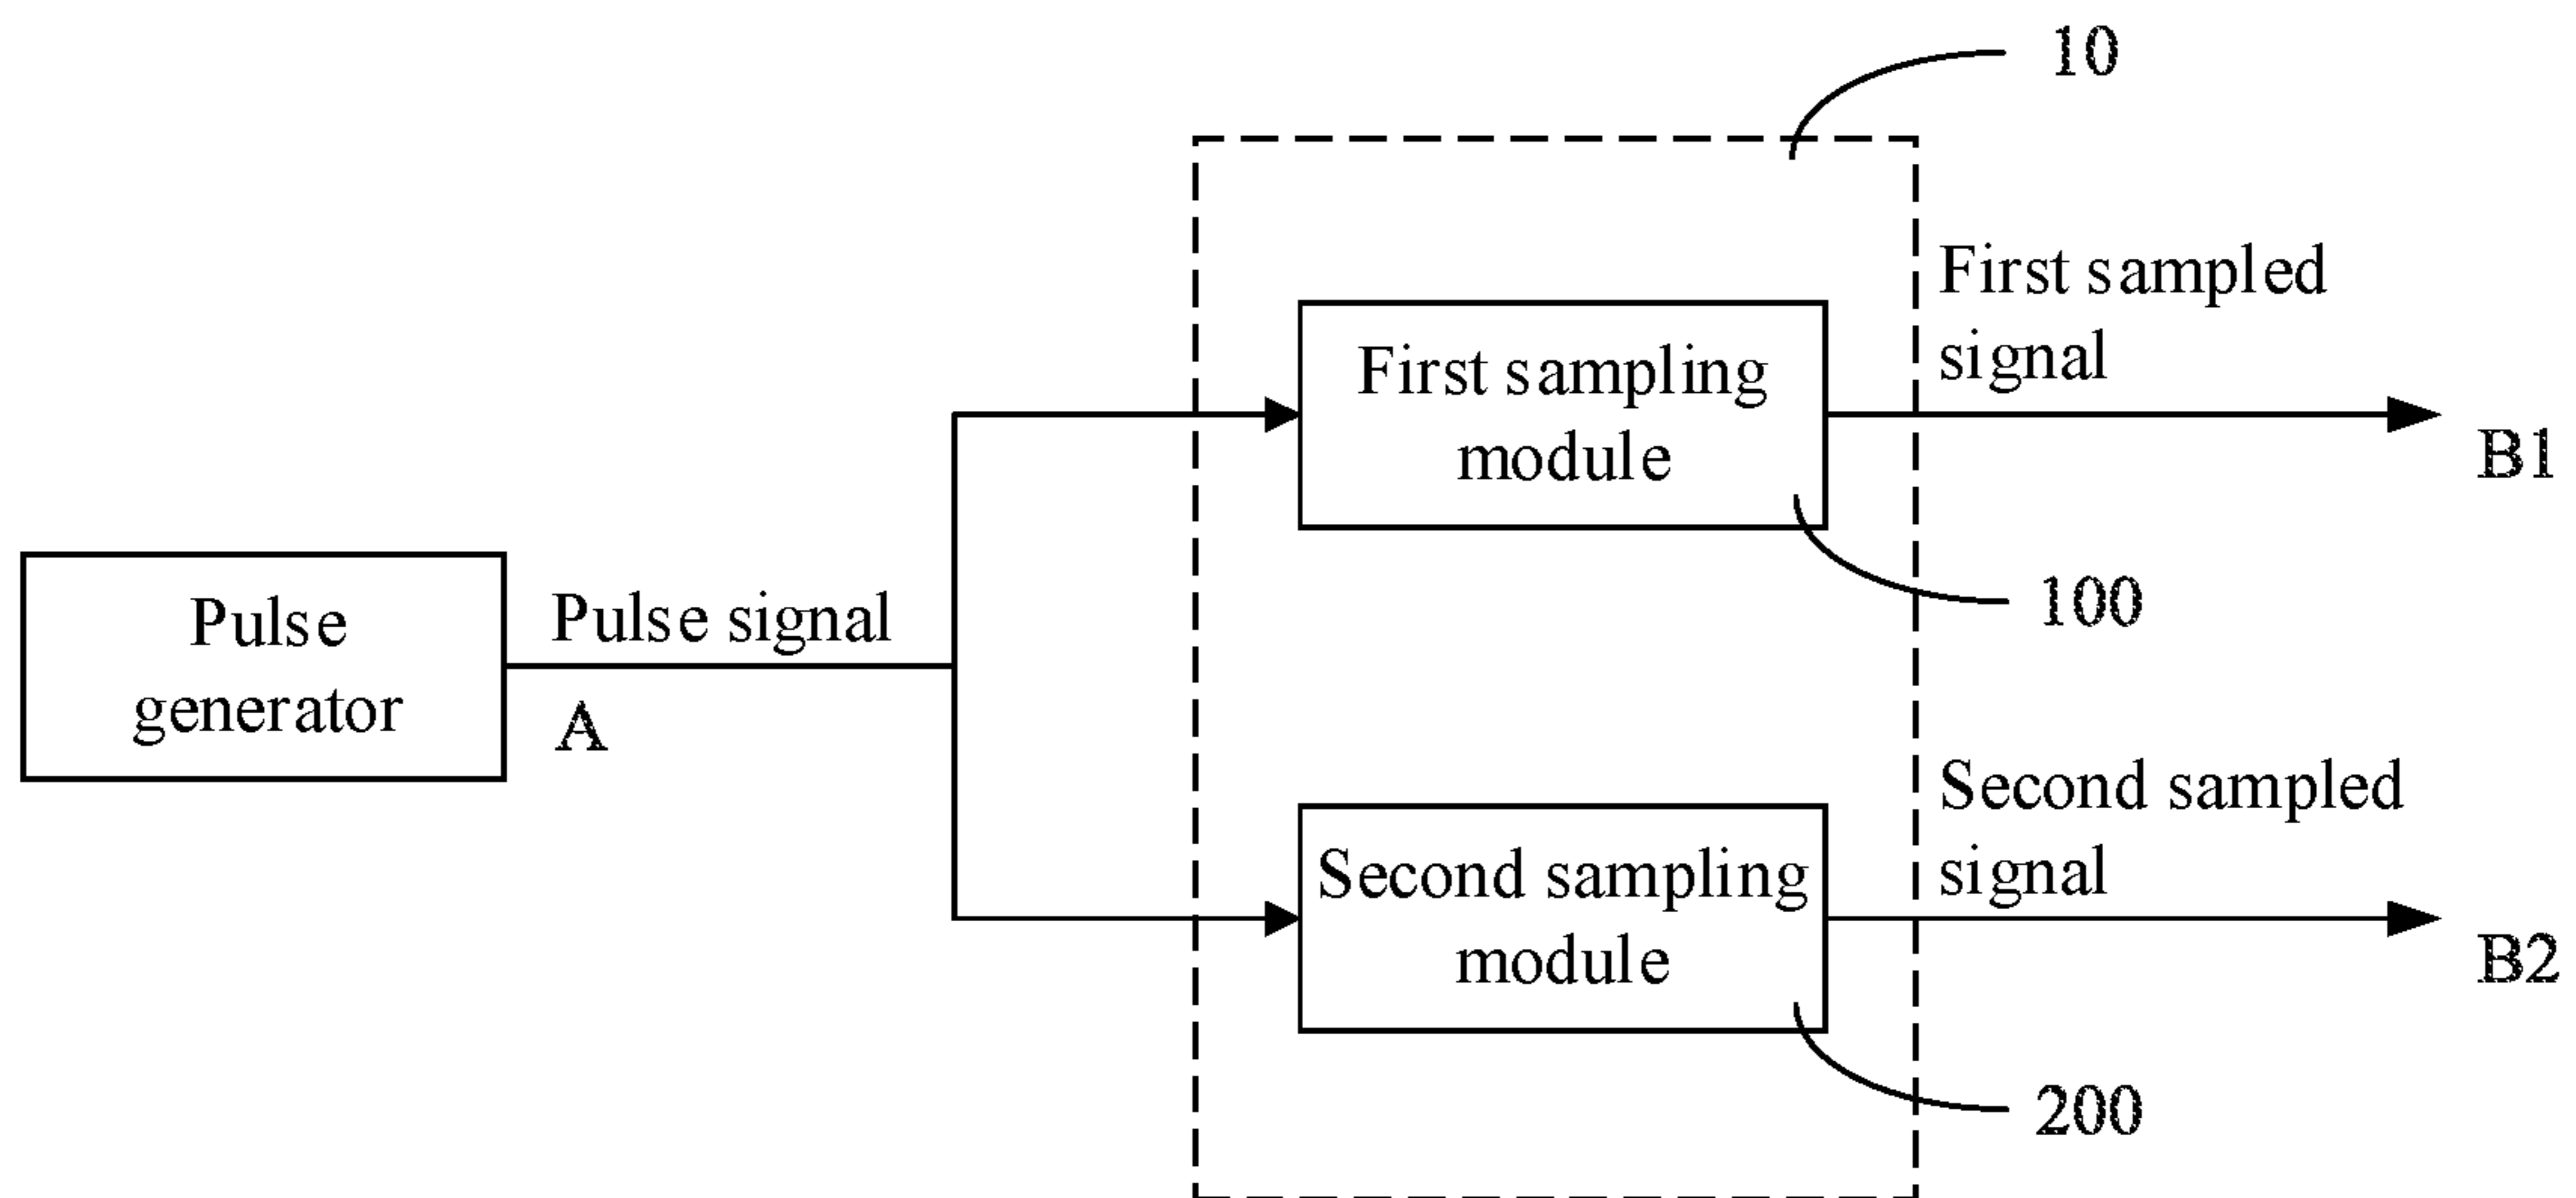 10
First sampled
signal
First sampling
module
B1
100
Pulse
generator
Pulse signal
A
Second sampled
signal
Second sampling
module
B2
200